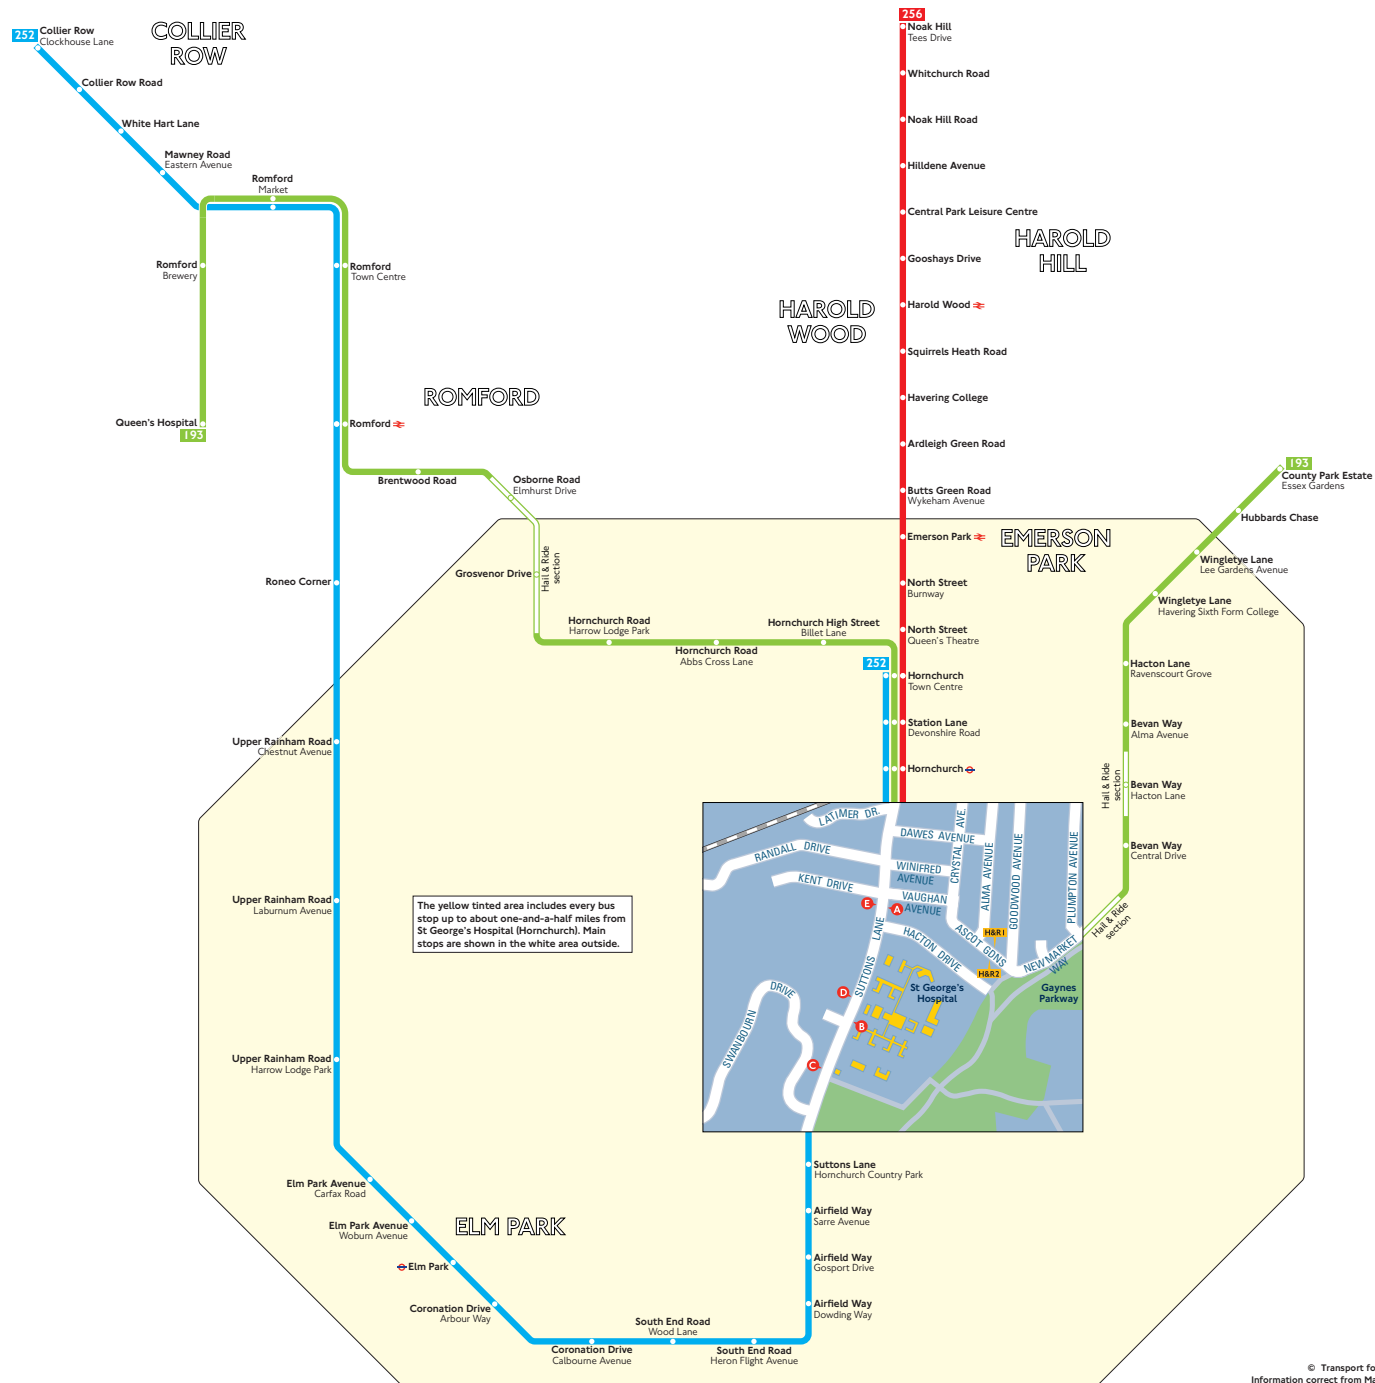 252
Collier Row
Clockhouse Lane
COLLIER
ROW
Collier Row Road
White Hart Lane
Mawney Road
Eastern Avenue
Romford
Market
Romford
Brewery
Romford
Town Centre
Queen's Hospital
193
ROMFORD
Romford
Brentwood Road
Osborne Road
Elmhurst Drive
Grosvenor Drive
Hail & Ride
section
Hornchurch Road
Harrow Lodge Park
Hornchurch Road
Abbs Cross Lane
Hornchurch High Street
Billet Lane
256
Noak Hill
Tees Drive
Whitchurch Road
Noak Hill Road
Hilldene Avenue
Central Park Leisure Centre
HAROLD
HILL
Gooshays Drive
Harold Wood
HAROLD
WOOD
Squirrels Heath Road
Havering College
Ardleigh Green Road
Butts Green Road
Wykeham Avenue
Emerson Park
EMERSON
PARK
North Street
Burnway
North Street
Queen's Theatre
252
Hornchurch
Town Centre
Station Lane
Devonshire Road
Hornchurch
193
County Park Estate
Essex Gardens
Hubbards Chase
Wingletye Lane
Lee Gardens Avenue
Wingletye Lane
Havering Sixth Form College
Hacton Lane
Ravenscourt Grove
Bevan Way
Alma Avenue
Hail & Ride
section
Bevan Way
Hacton Lane
Bevan Way
Central Drive
Hail & Ride
section
Roneo Corner
Upper Rainham Road
Chestnut Avenue
Upper Rainham Road
Laburnum Avenue
Upper Rainham Road
Harrow Lodge Park
The yellow tinted area includes every bus
stop up to about one-and-a-half miles from
St George's Hospital (Hornchurch). Main
stops are shown in the white area outside.
LATIMER DR.
RANDALL DRIVE
KENT DRIVE
DAWES AVENUE
WINIFRED
AVENUE
VAUGHAN
AVENUE
CRYSTAL AVE.
ALMA AVENUE
GOODWOOD AVENUE
PLUMPTON AVENUE
E
A
SUTTONS LANE
HACTON DRIVE
ASCOT GDNS
H&R1
H&R2
NEWMARKET
WAY
St George's
Hospital
Gaynes
Parkway
D
B
C
SWANBOURN DRIVE
Elm Park Avenue
Carfax Road
Elm Park Avenue
Woburn Avenue
ELM PARK
Elm Park
Coronation Drive
Arbour Way
Coronation Drive
Calbourne Avenue
South End Road
Wood Lane
South End Road
Heron Flight Avenue
Suttons Lane
Hornchurch Country Park
Airfield Way
Sarre Avenue
Airfield Way
Gosport Drive
Airfield Way
Dowding Way
© Transport fo
Information correct from Ma